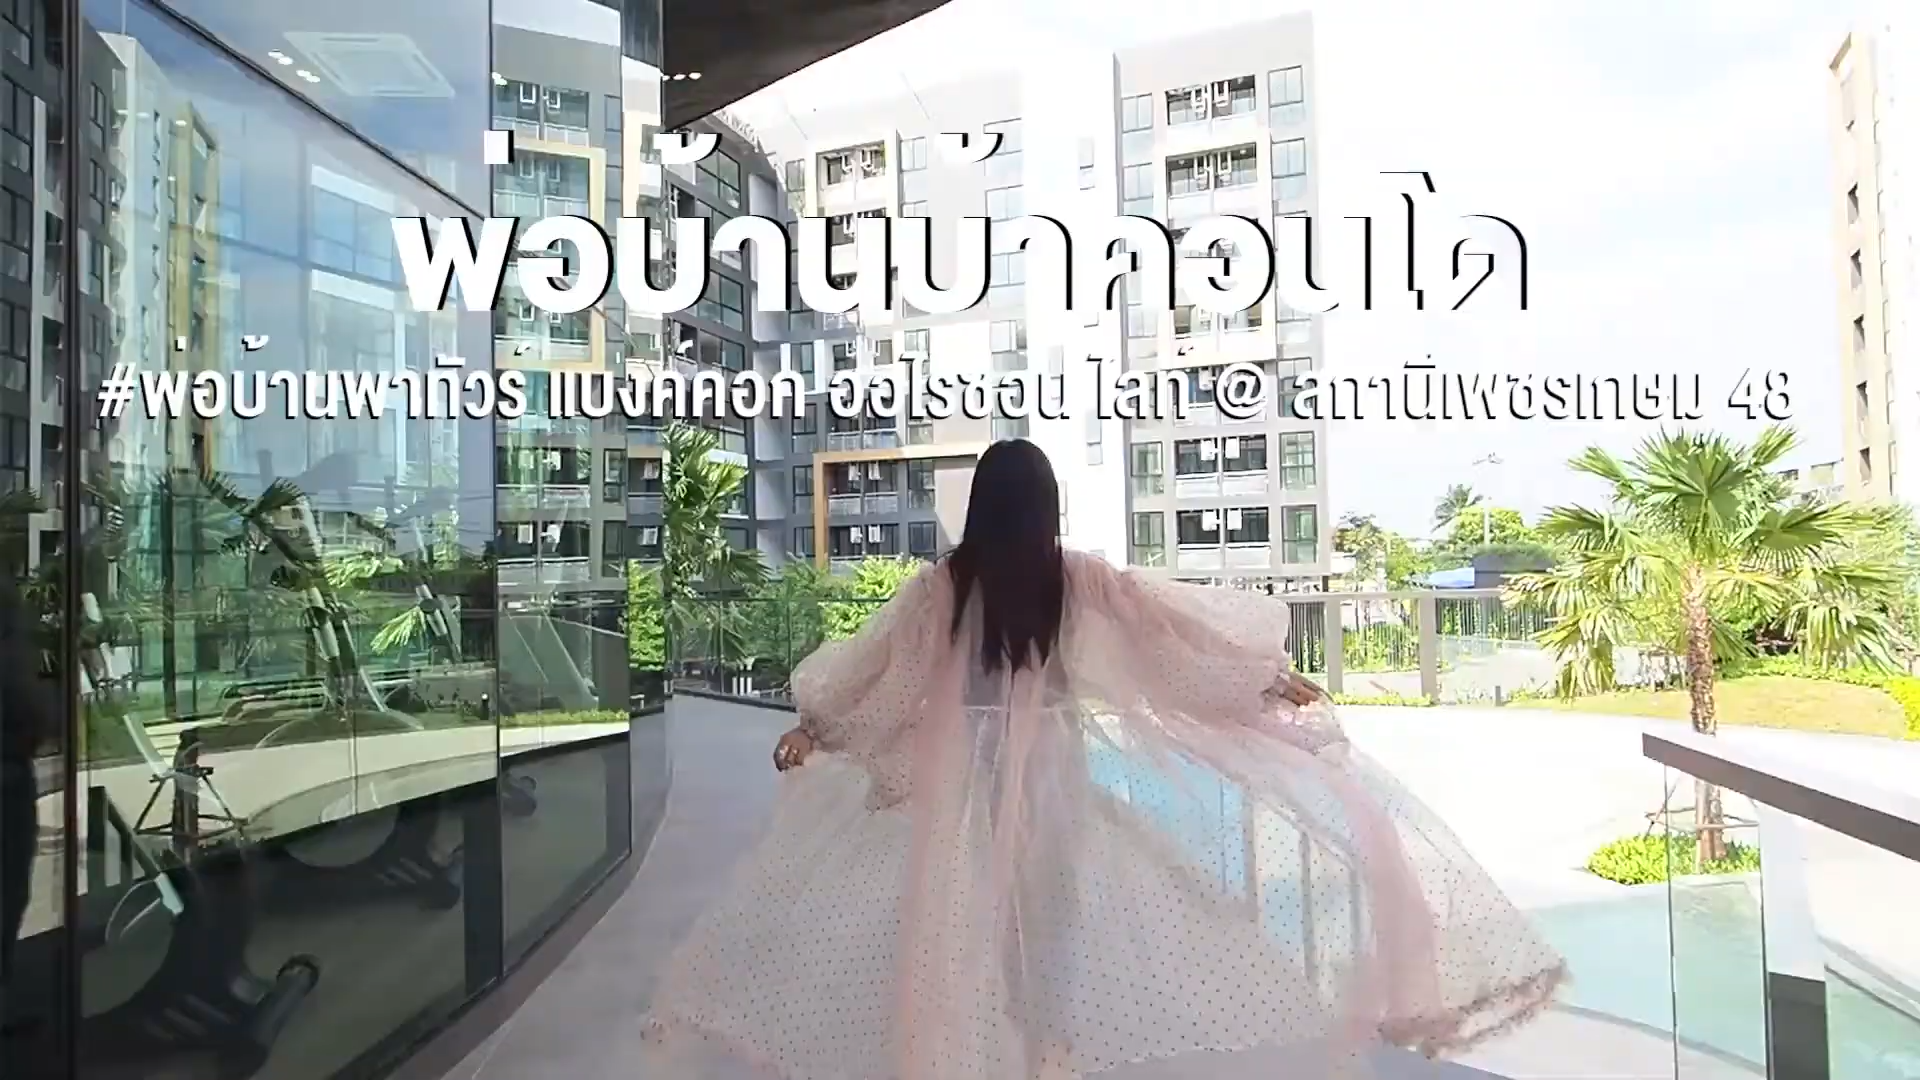 พ่อบ้านบ้าคอนโด
#พ่อบ้านพาทัวร์ แบงค์คอก ฮอไรซอน ไลท์ @ สถานีเพชรเกษม 48